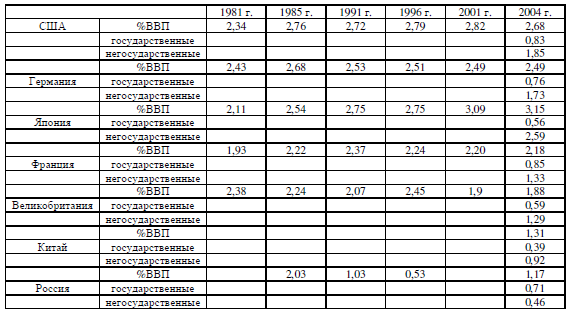 1981 г. 1985 г. 1991 г. 1996 г. 2001 г. 2004 г.
США %ВВП 2,34 2,76 2,72 2,79 2,82 2,68
государственные 0,83
негосударственные 1,85
%ВВП 2,43 2,68 2,53 2,51 2,49 2,49
Германия государственные 0,76
негосударственные 1,73
%ВВП 2,11 2,54 2,75 2,75 3,09 3,15
Япония государственные 0,56
негосударственные 2,59
%ВВП 1,93 2,22 2,37 2,24 2,20 2,18
Франция государственные 0,85
негосударственные 1,33
%ВВП 2,38 2,24 2,07 2,45 1,9 1,88
Великобритания государственные 0,59
негосударственные 1,29
%ВВП 1,31
Китай государственные 0,39
негосударственные 0,92
%ВВП 2,03 1,03 0,53 1,17
Россия государственные 0,71
негосударственные 0,46